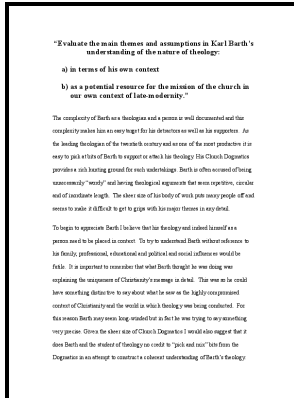 “Evaluate the main themes and assumptions in Karl Barth’s
understanding of the nature of theology:
a) in terms of his own context
b) as a potential resource for the mission of the church in
our own context of late-modernity.”
The complexity of Barth as a theologian and a person is well documented and this
complexity makes him an easy target for his detractors as well as his supporters. As
the leading theologian of the twentieth century and as one of the most productive it is
easy to pick at bits of Barth to support or attack his theology. His Church Dogmatics
provides a rich hunting ground for such undertakings. Barth is often accused of being
unnecessarily “wordy” and having theological arguments that seem repetitive, circular
and of inordinate length. The sheer size of his body of work puts many people off and
seems to make it difficult to get to grips with his major themes in any detail.
To begin to appreciate Barth I believe that his theology and indeed himself as a
person need to be placed in context. To try to understand Barth without reference to
his family, professional, educational and political and social influences would be
futile. It is important to remember that what Barth thought he was doing was
explaining the uniqueness of Christianity’s message in detail. This was so he could
have something distinctive to say about what he saw as the highly compromised
context of Christianity and the world in which theology was being conducted. For
this reason Barth may seem long-winded but in fact he was trying to say something
very precise. Given the sheer size of Church Dogmatics I would also suggest that it
does Barth and the student of theology no credit to “pick and mix” bits from the
Dogmatics in an attempt to construct a coherent understanding of Barth’s theology.